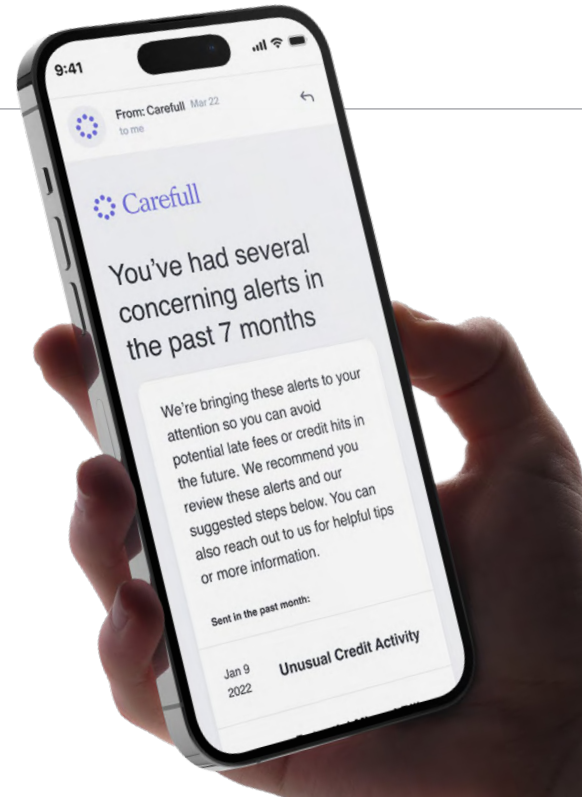 9:41
From: Carefull Mar 22
to me
Carefull
You've had several
concerning alerts in
the past 7 months
We're bringing these alerts to your
attention so you can avoid
potential late fees or credit hits in
the future. We recommend you
review these alerts and our
suggested steps below. You can
also reach out to us for helpful tips
or more information.
Sent in the past month:
Jan 9
2022
Unusual Credit Activity